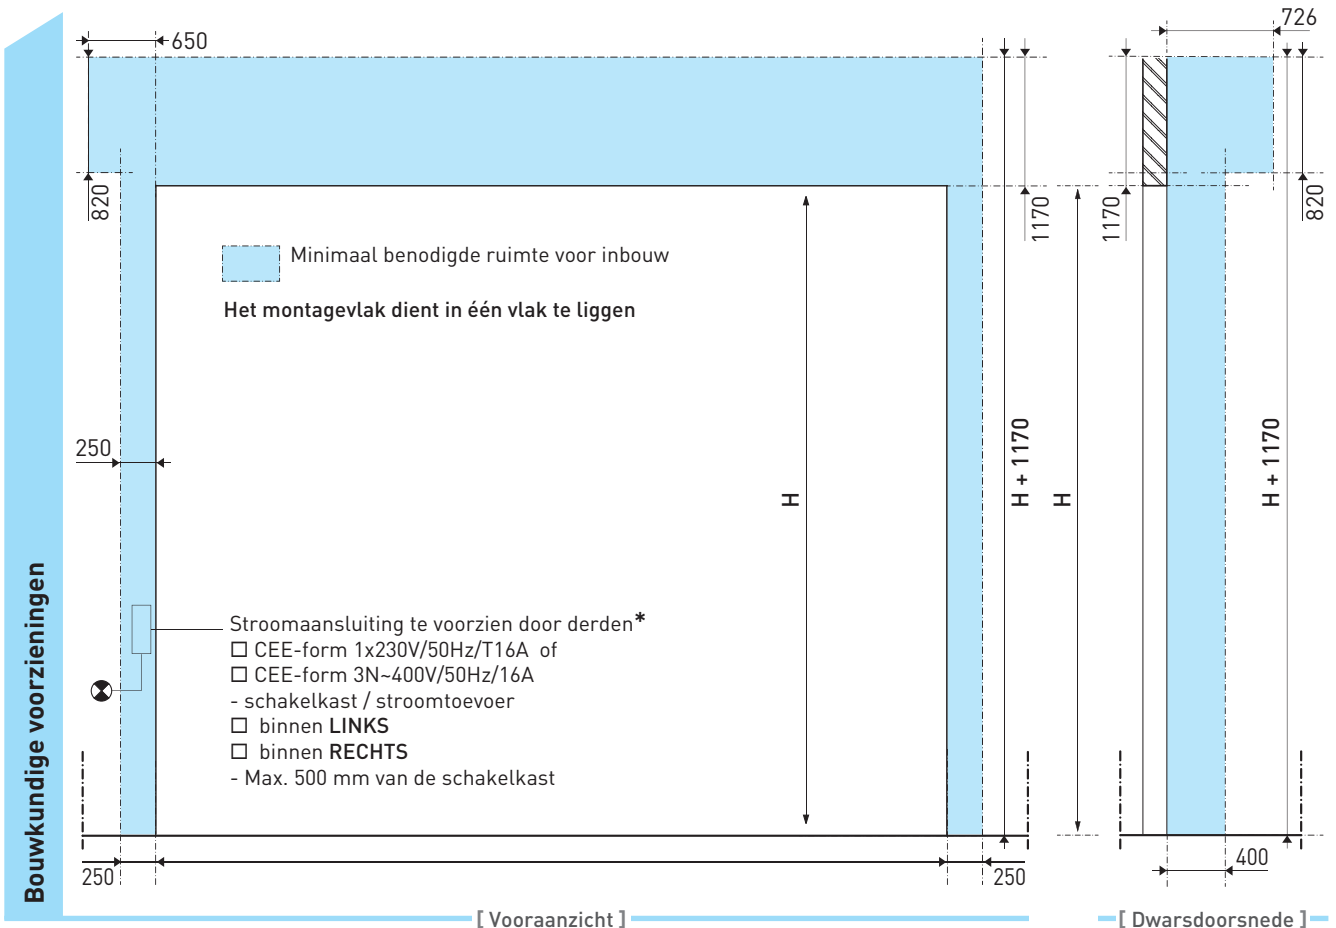 650
726
820
1170
1170
820
Minimaal benodigde ruimte voor inbouw
Het montagevlak dient in één vlak te liggen
250
H
H + 1170
H
H + 1170
Bouwkundige voorzieningen
Stroomaansluiting te voorzien door derden*
☐ CEE-form 1x230V/50Hz/T16A of
☐ CEE-form 3N~400V/50Hz/16A
- schakelkast / stroomtoevoer
☐ binnen LINKS
☐ binnen RECHTS
- Max. 500 mm van de schakelkast
250
250
400
[ Vooraanzicht ]
[ Dwarsdoorsnede ]